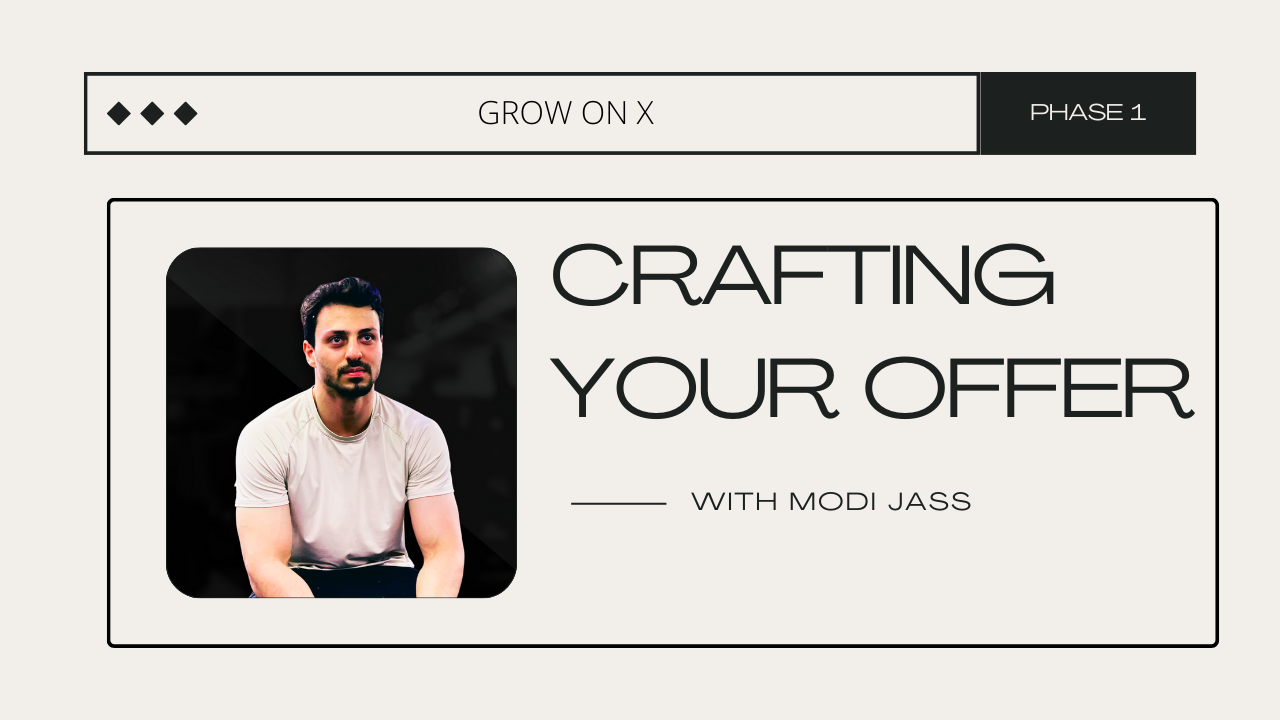 GROW ON X
PHASE 1
CRAFTING
YOUR OFFER
WITH MODI JASS